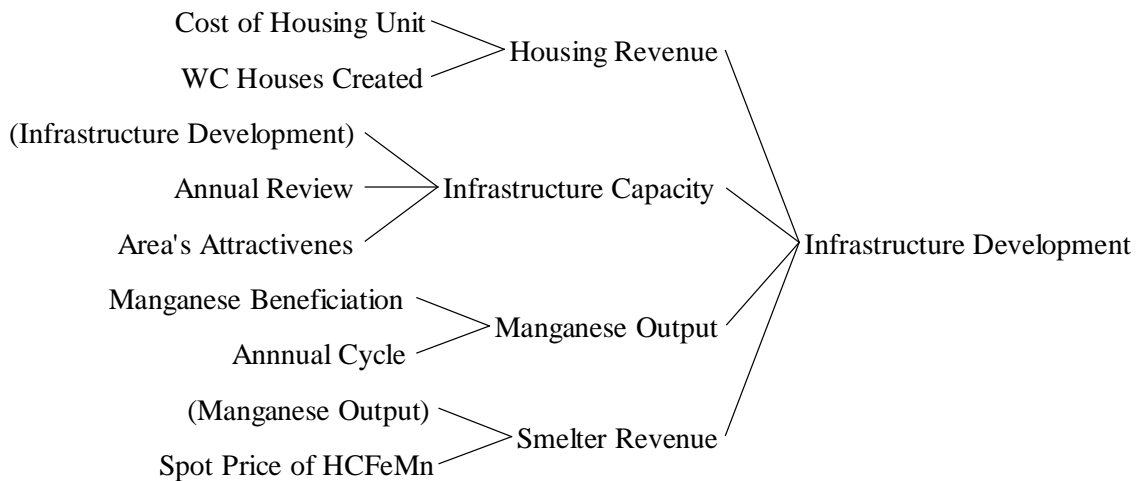 Cost of Housing Unit
Housing Revenue
WC Houses Created
(Infrastructure Development)
Annual Review
Infrastructure Capacity
Area's Attractivenes
Infrastructure Development
Manganese Beneficiation
Manganese Output
Annnual Cycle
(Manganese Output)
Smelter Revenue
Spot Price of HCFeMn